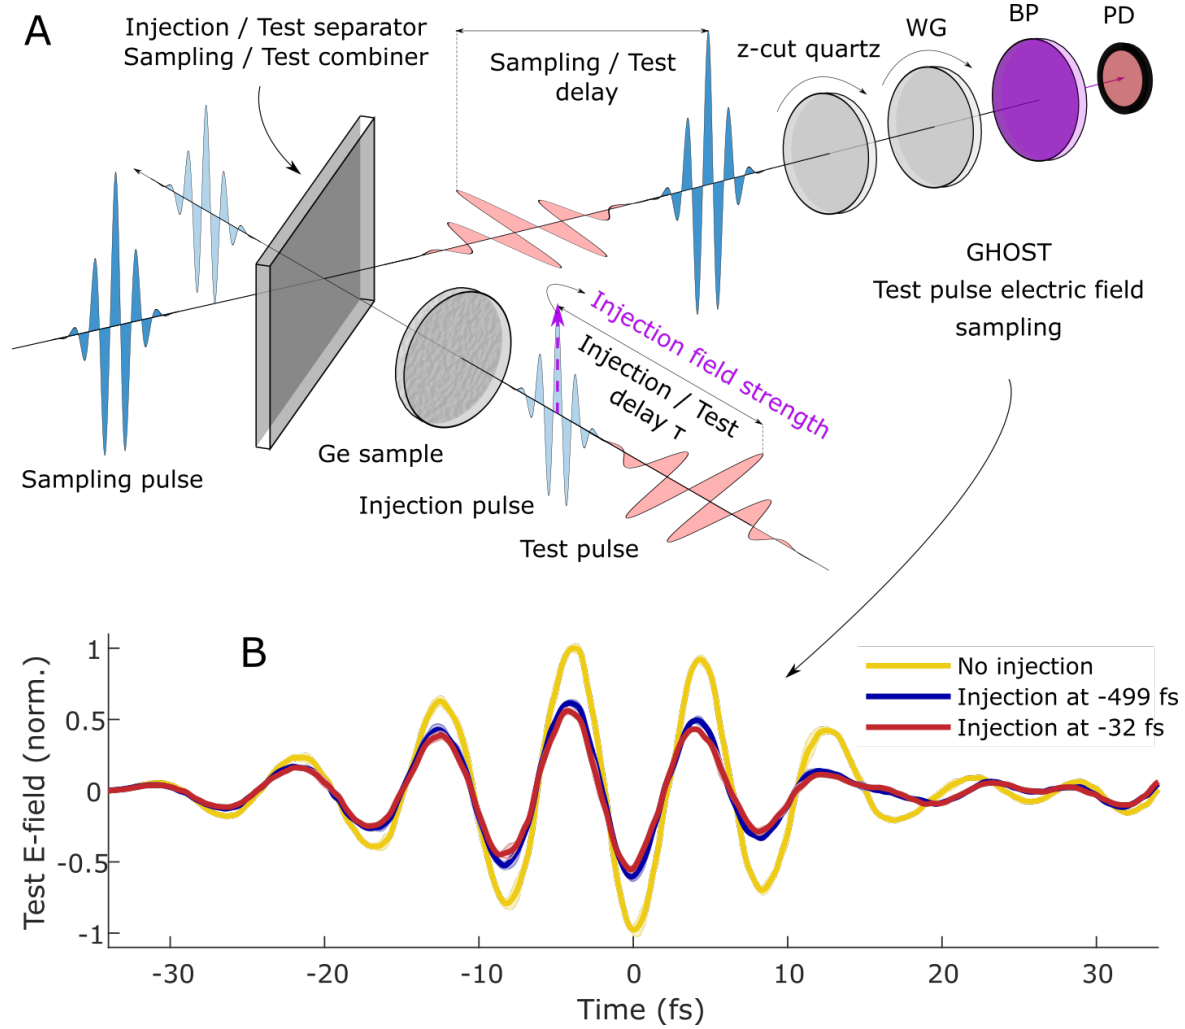 A
Injection / Test separator
Sampling / Test combiner
Sampling / Test
delay
z-cut quartz
WG
BP
PD
GHOST
Test pulse electric field
sampling
Injection field strength
Injection / Test
delay τ
Ge sample
Sampling pulse
Injection pulse
Test pulse
B
No injection
Injection at -499 fs
Injection at -32 fs
Test E-field (norm.)
1
0.5
0
-0.5
-1
-30
-20
-10
0
10
20
30
Time (fs)